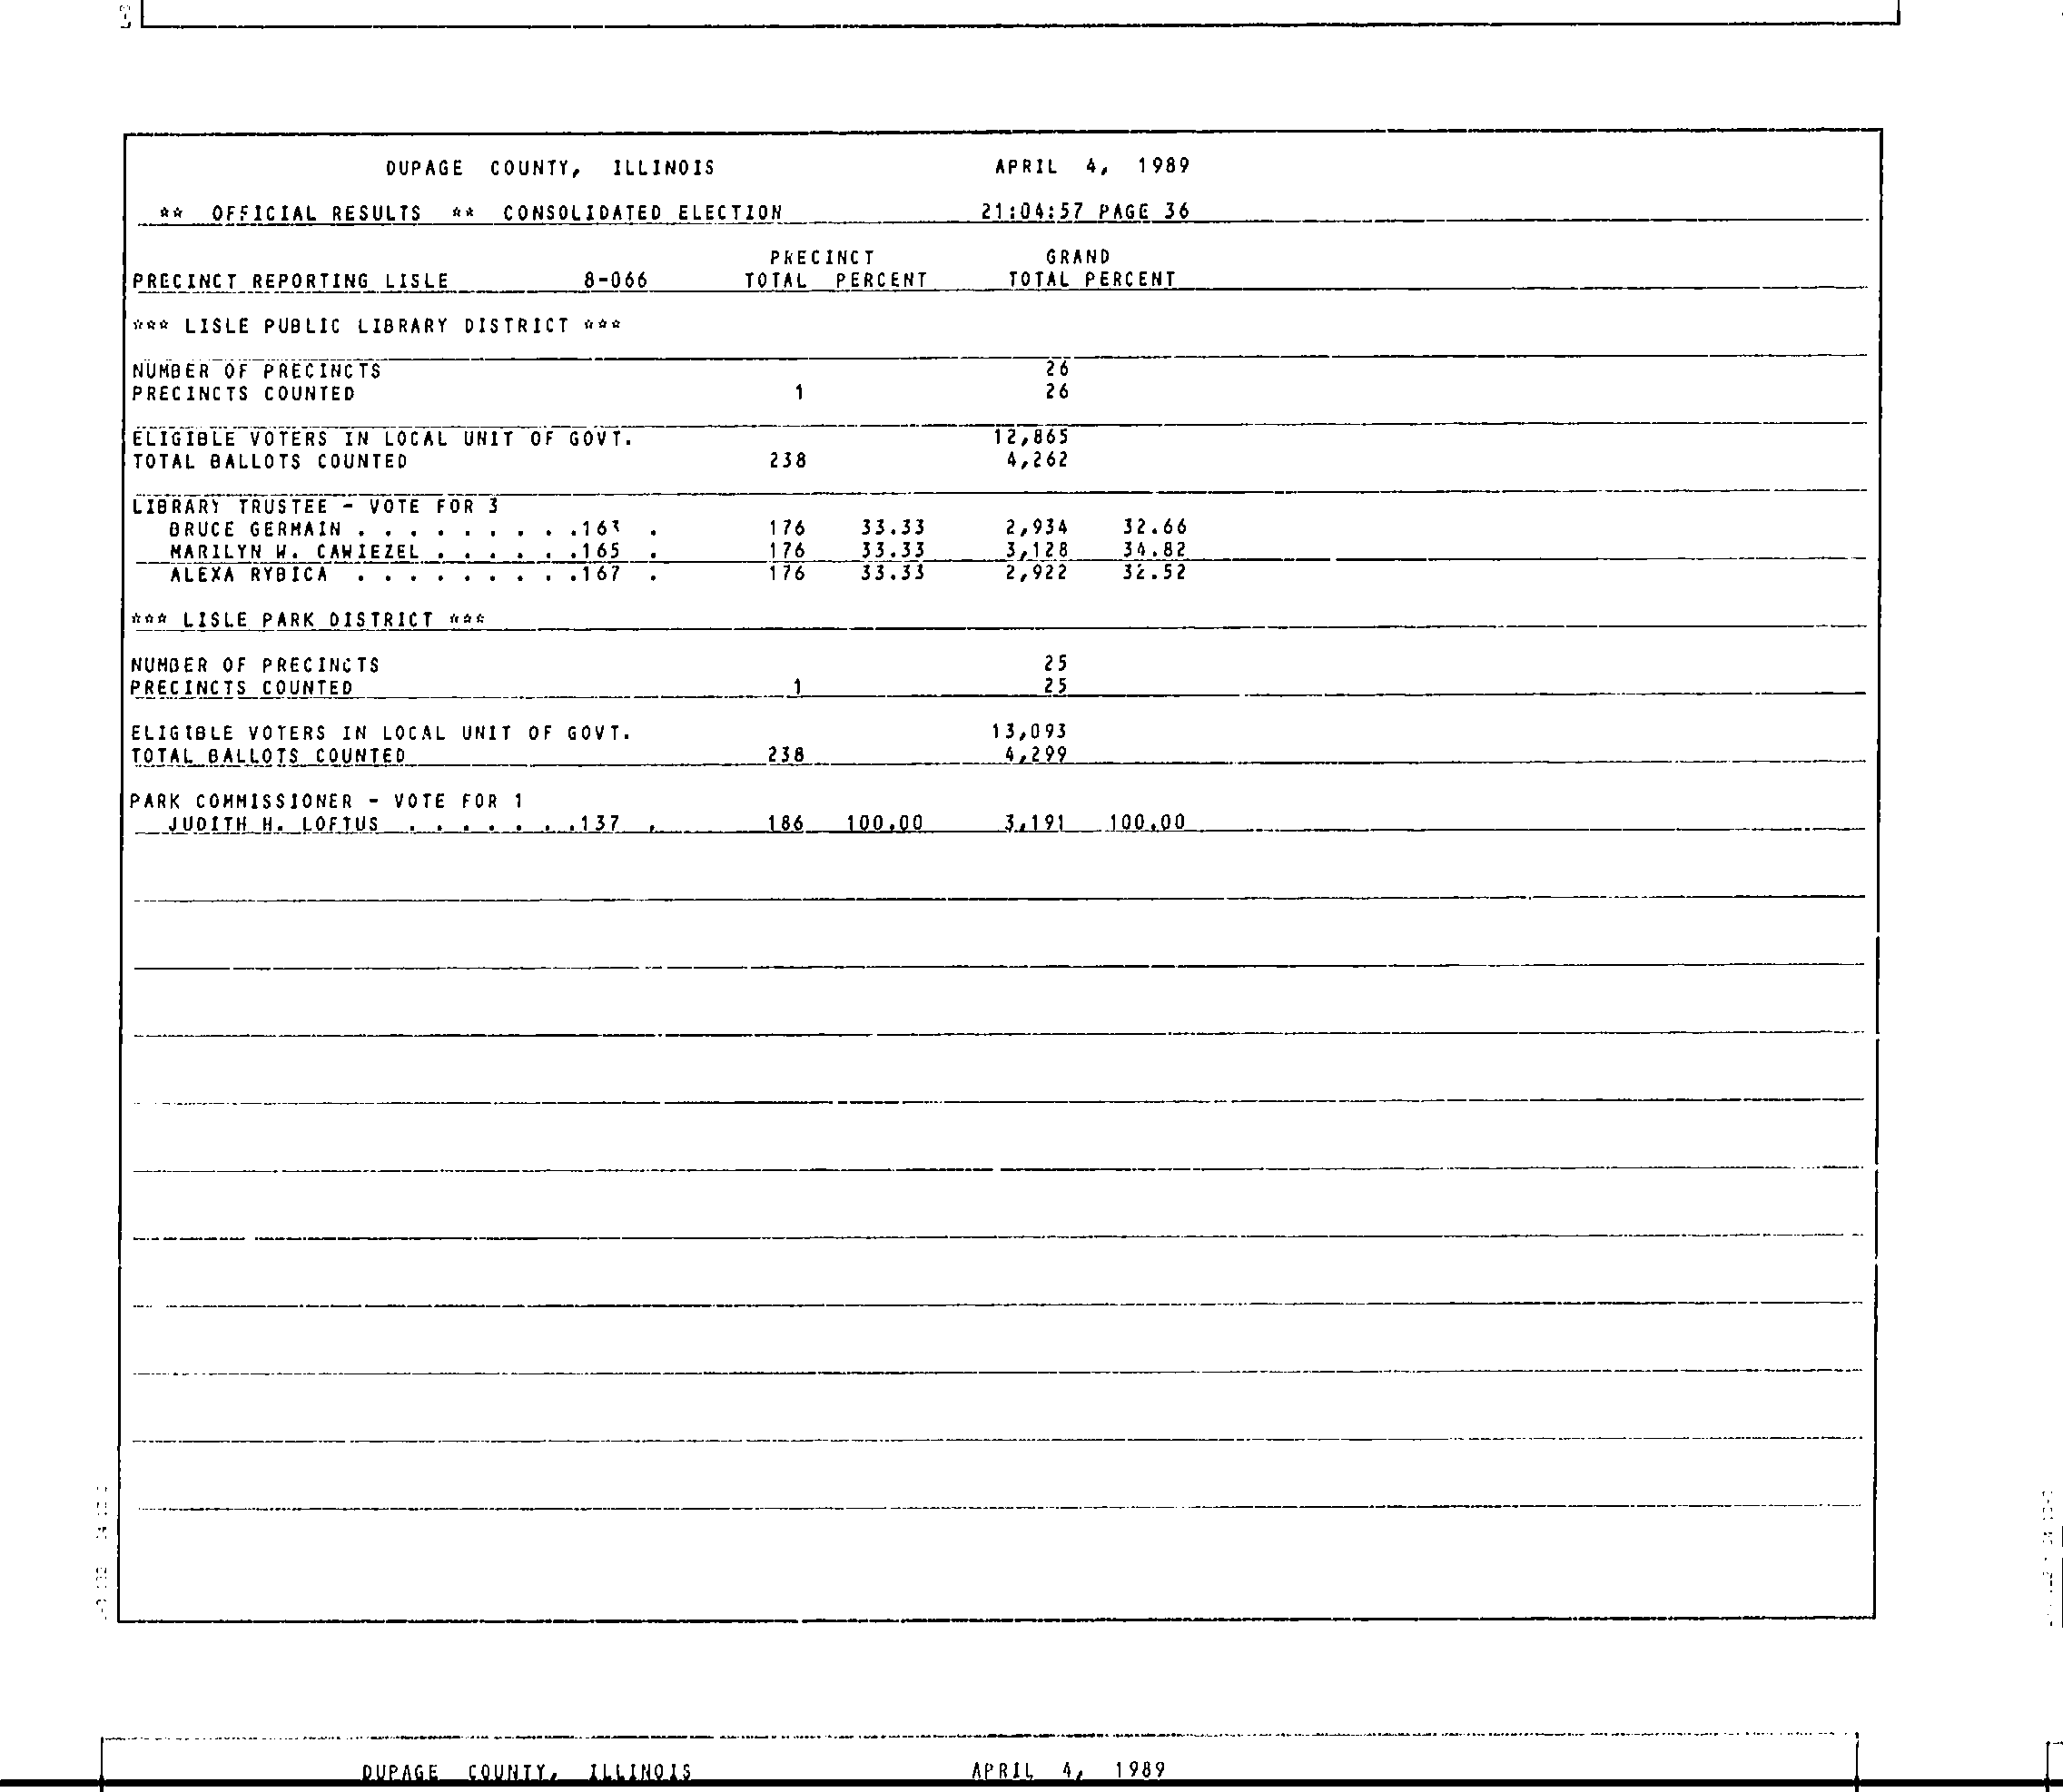 DUPAGE COUNTY, ILLINOIS APRIL 4, 1989
** OFFICIAL RESULTS ** CONSOLIDATED ELECTION 21:04:57 PAGE 36
PRECINCT GRAND
PRECINCT REPORTING LISLE 8-066 TOTAL PERCENT TOTAL PERCENT
*** LISLE PUBLIC LIBRARY DISTRICT ***
NUMBER OF PRECINCTS 26
PRECINCTS COUNTED 1 26
ELIGIBLE VOTERS IN LOCAL UNIT OF GOVT. 12,865
TOTAL BALLOTS COUNTED 238 4,262
LIBRARY TRUSTEE - VOTE FOR 3
BRUCE GERMAIN . . . . . . . . .163 . 176 33.33 2,934 32.66
MARILYN W. CAWIEZEL . . . . . .165 . 176 33.33 3,128 34.82
ALEXA RYBICA . . . . . . . . .167 . 176 33.33 2,922 32.52
*** LISLE PARK DISTRICT ***
NUMBER OF PRECINCTS 25
PRECINCTS COUNTED 1 25
ELIGIBLE VOTERS IN LOCAL UNIT OF GOVT. 13,093
TOTAL BALLOTS COUNTED 238 4,299
PARK COMMISSIONER - VOTE FOR 1
JUDITH H. LOFTUS . . . . . . .137 . 186 100.00 3,191 100.00
DUPAGE COUNTY, ILLINOIS APRIL 4, 1989